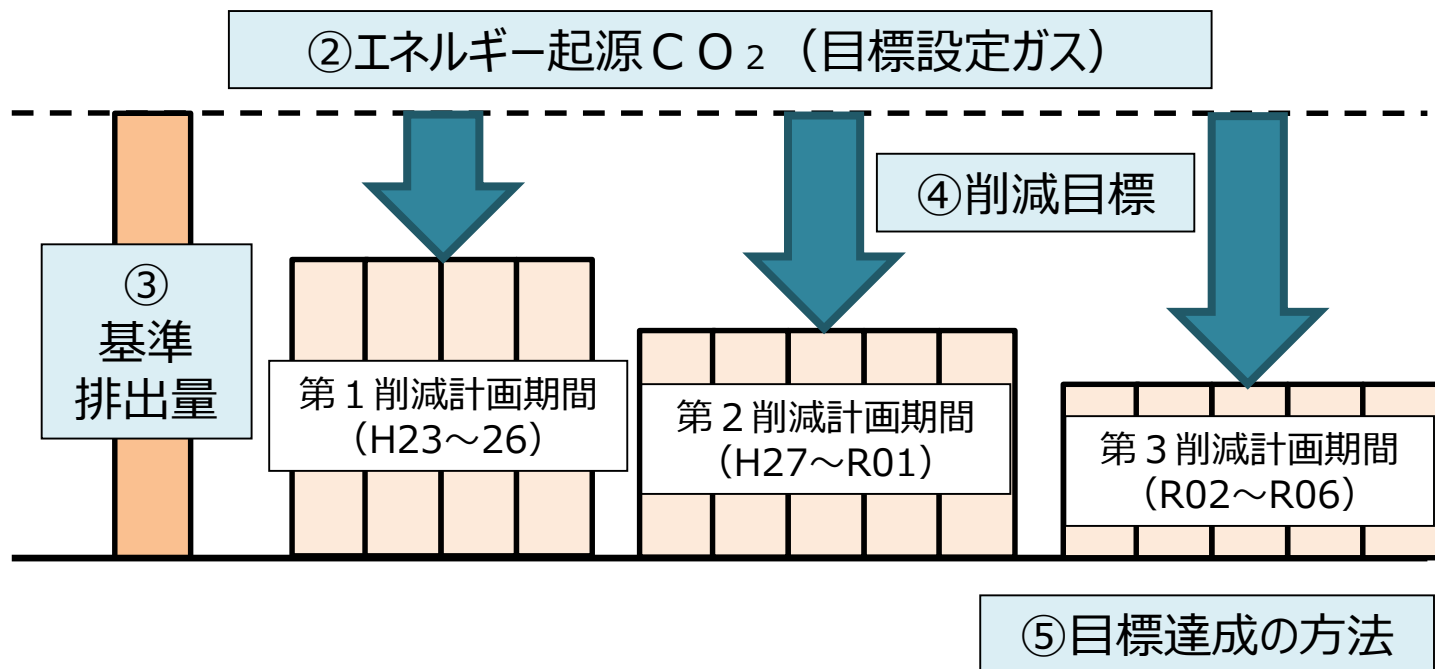 ②エネルギー起源ＣＯ₂（目標設定ガス）
④削減目標
③
基準
排出量
第１削減計画期間
（H23～26）
第２削減計画期間
（H27～R01）
第３削減計画期間
（R02～R06）
⑤目標達成の方法